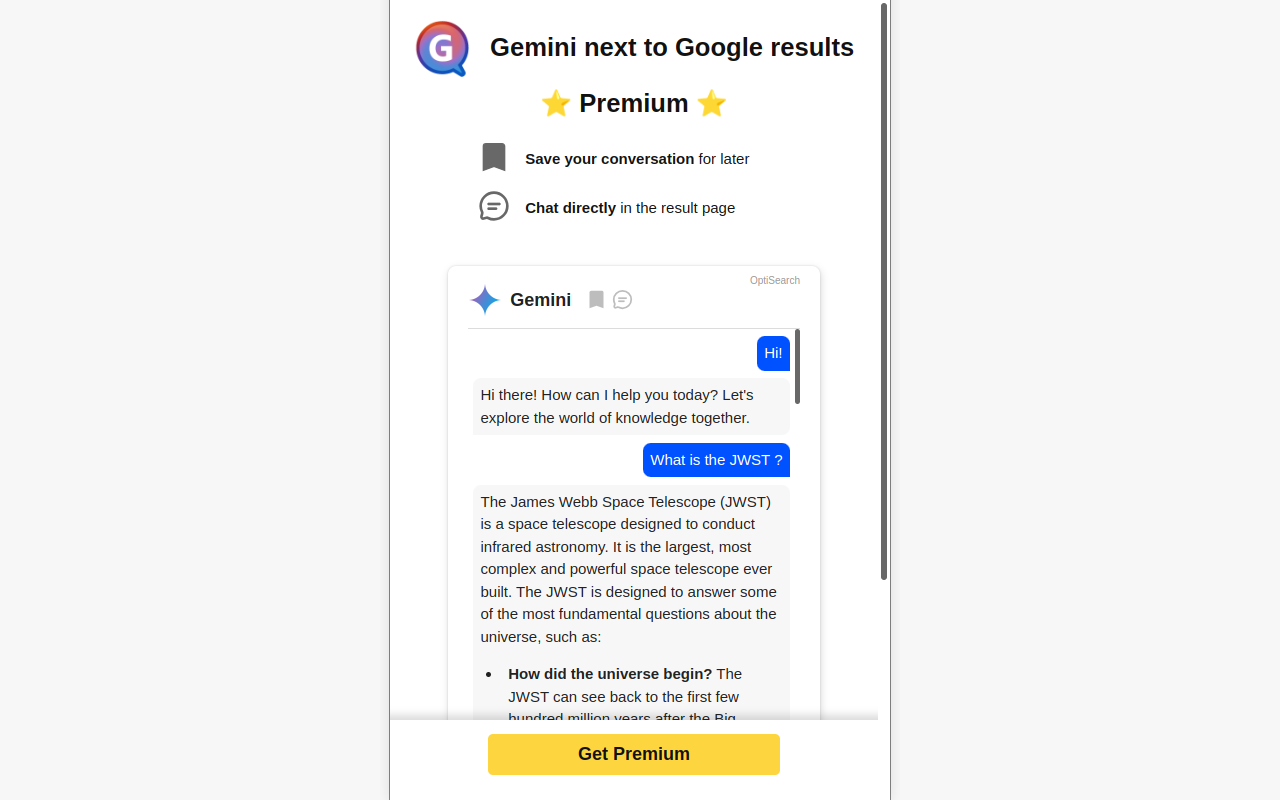 G
Gemini next to Google results
⭐ Premium ⭐
Save your conversation for later
Chat directly in the result page
OptiSearch
Gemini
Hi!
Hi there! How can I help you today? Let's
explore the world of knowledge together.
What is the JWST ?
The James Webb Space Telescope (JWST)
is a space telescope designed to conduct
infrared astronomy. It is the largest, most
complex and powerful space telescope ever
built. The JWST is designed to answer some
of the most fundamental questions about the
universe, such as:
• How did the universe begin? The
JWST can see back to the first few
hundred million years after the Big
Get Premium